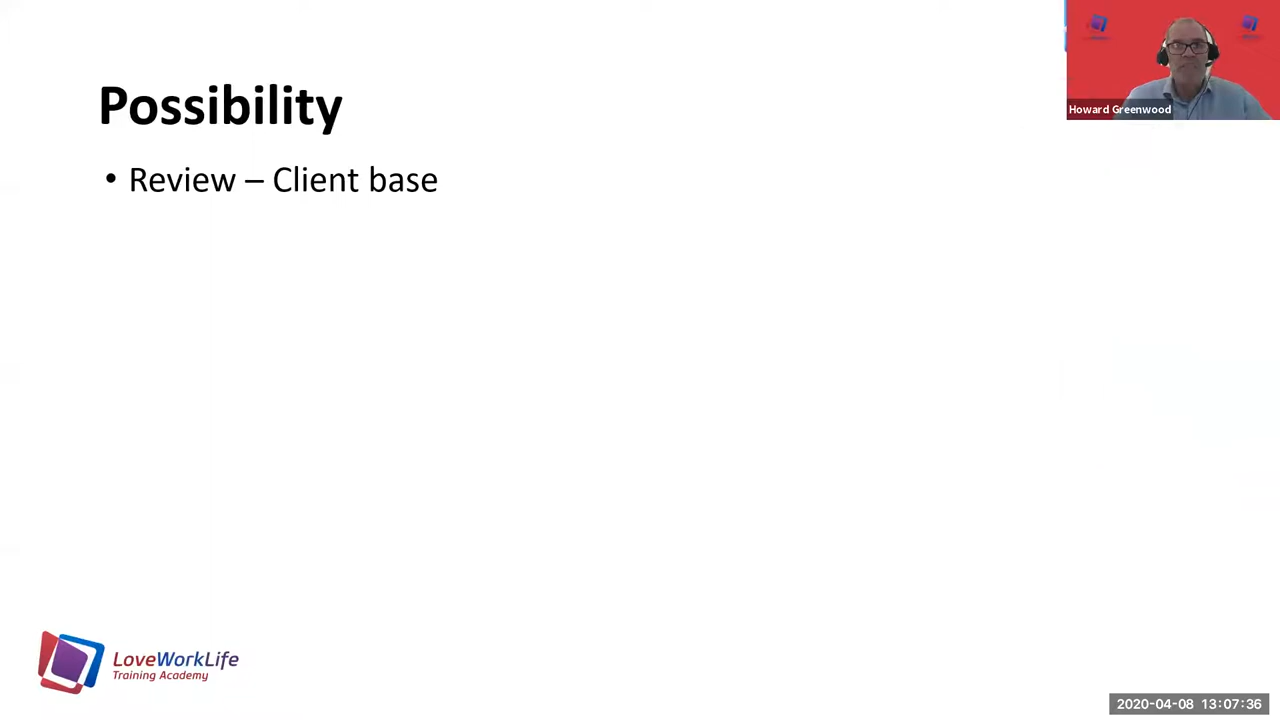 Possibility
• Review – Client base
Howard Greenwood
LoveWorkLife
Training Academy
2020-04-08 13:07:36